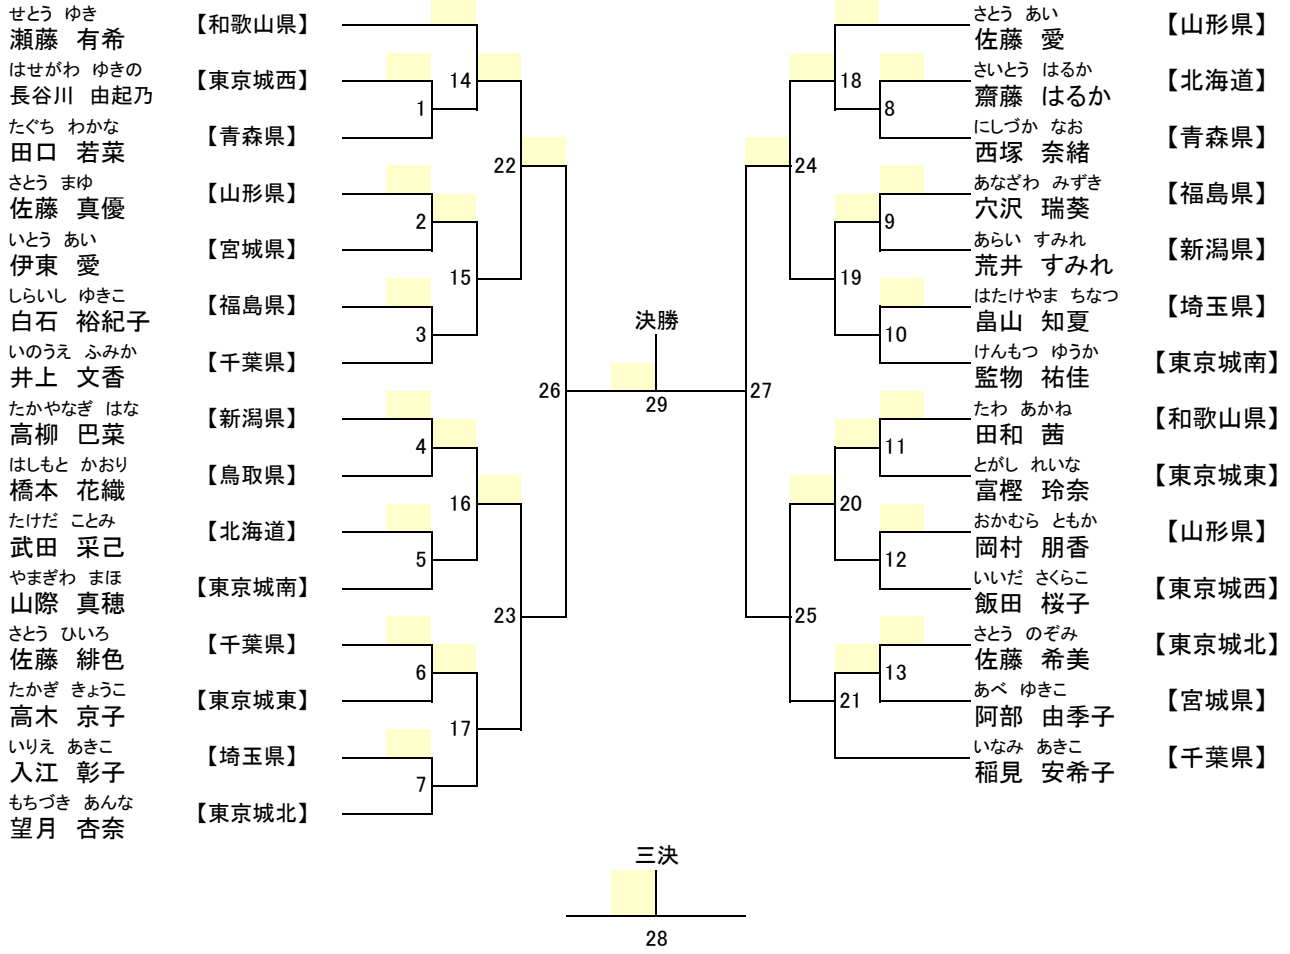 せとう ゆき
瀬藤 有希 【和歌山県】
はせがわ ゆきの
長谷川 由起乃 【東京城西】
たぐち わかな
田口 若菜 【青森県】
さとう まゆ
佐藤 真優 【山形県】
いとう あい
伊東 愛 【宮城県】
しらいし ゆきこ
白石 裕紀子 【福島県】
いのうえ ふみか
井上 文香 【千葉県】
たかやなぎ はな
高柳 巴菜 【新潟県】
はしもと かおり
橋本 花織 【鳥取県】
たけだ ことみ
武田 采己 【北海道】
やまぎわ まほ
山際 真穂 【東京城南】
さとう ひいろ
佐藤 緋色 【千葉県】
たかぎ きょうこ
高木 京子 【東京城東】
いりえ あきこ
入江 彰子 【埼玉県】
もちづき あんな
望月 杏奈 【東京城北】
1
2
3
4
5
6
7
14
15
16
17
22
23
26
決勝
29
27
24
25
18
19
20
21
8
9
10
11
12
13
さとう あい
佐藤 愛 【山形県】
さいとう はるか
齋藤 はるか 【北海道】
にしづか なお
西塚 奈緒 【青森県】
あなざわ みずき
穴沢 瑞葵 【福島県】
あらい すみれ
荒井 すみれ 【新潟県】
はたけやま ちなつ
畠山 知夏 【埼玉県】
けんもつ ゆうか
監物 祐佳 【東京城南】
たわ あかね
田和 茜 【和歌山県】
とがし れいな
富樫 玲奈 【東京城東】
おかむら ともか
岡村 朋香 【山形県】
いいだ さくらこ
飯田 桜子 【東京城西】
さとう のぞみ
佐藤 希美 【東京城北】
あべ ゆきこ
阿部 由季子 【宮城県】
いなみ あきこ
稲見 安希子 【千葉県】
三決
28